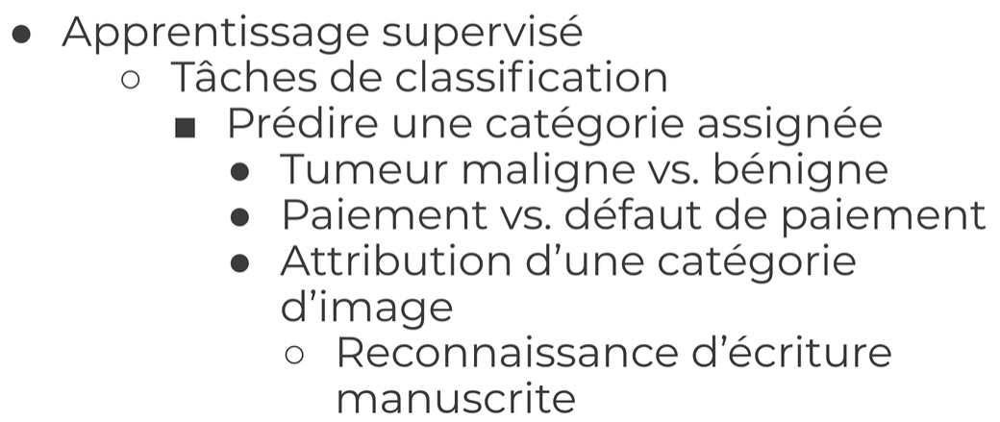 ● Apprentissage supervisé
○ Tâches de classification
■ Prédire une catégorie assignée
● Tumeur maligne vs. bénigne
● Paiement vs. défaut de paiement
● Attribution d’une catégorie
d’image
○ Reconnaissance d’écriture
manuscrite